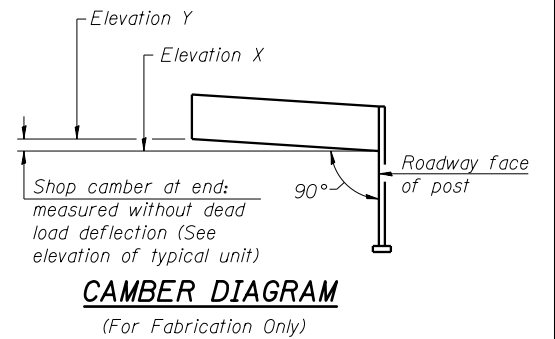 Elevation Y
Elevation X
Shop camber at end:
measured without dead
load deflection (See
elevation of typical unit)
90°
Roadway face
of post
CAMBER DIAGRAM
(For Fabrication Only)